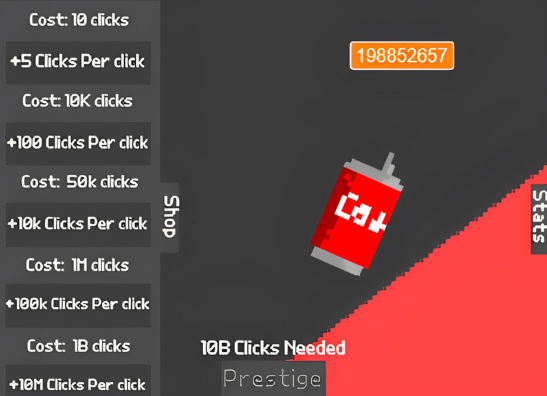 Cost: 10 clicks
+5 Clicks Per click
Cost: 10K clicks
+100 Clicks Per click
Cost: 50k clicks
+10k Clicks Per click
Cost: 1M clicks
+100k Clicks Per click
Cost: 1B clicks
+10M Clicks Per click
Shop
198852657
Stats
10B Clicks Needed
Prestige